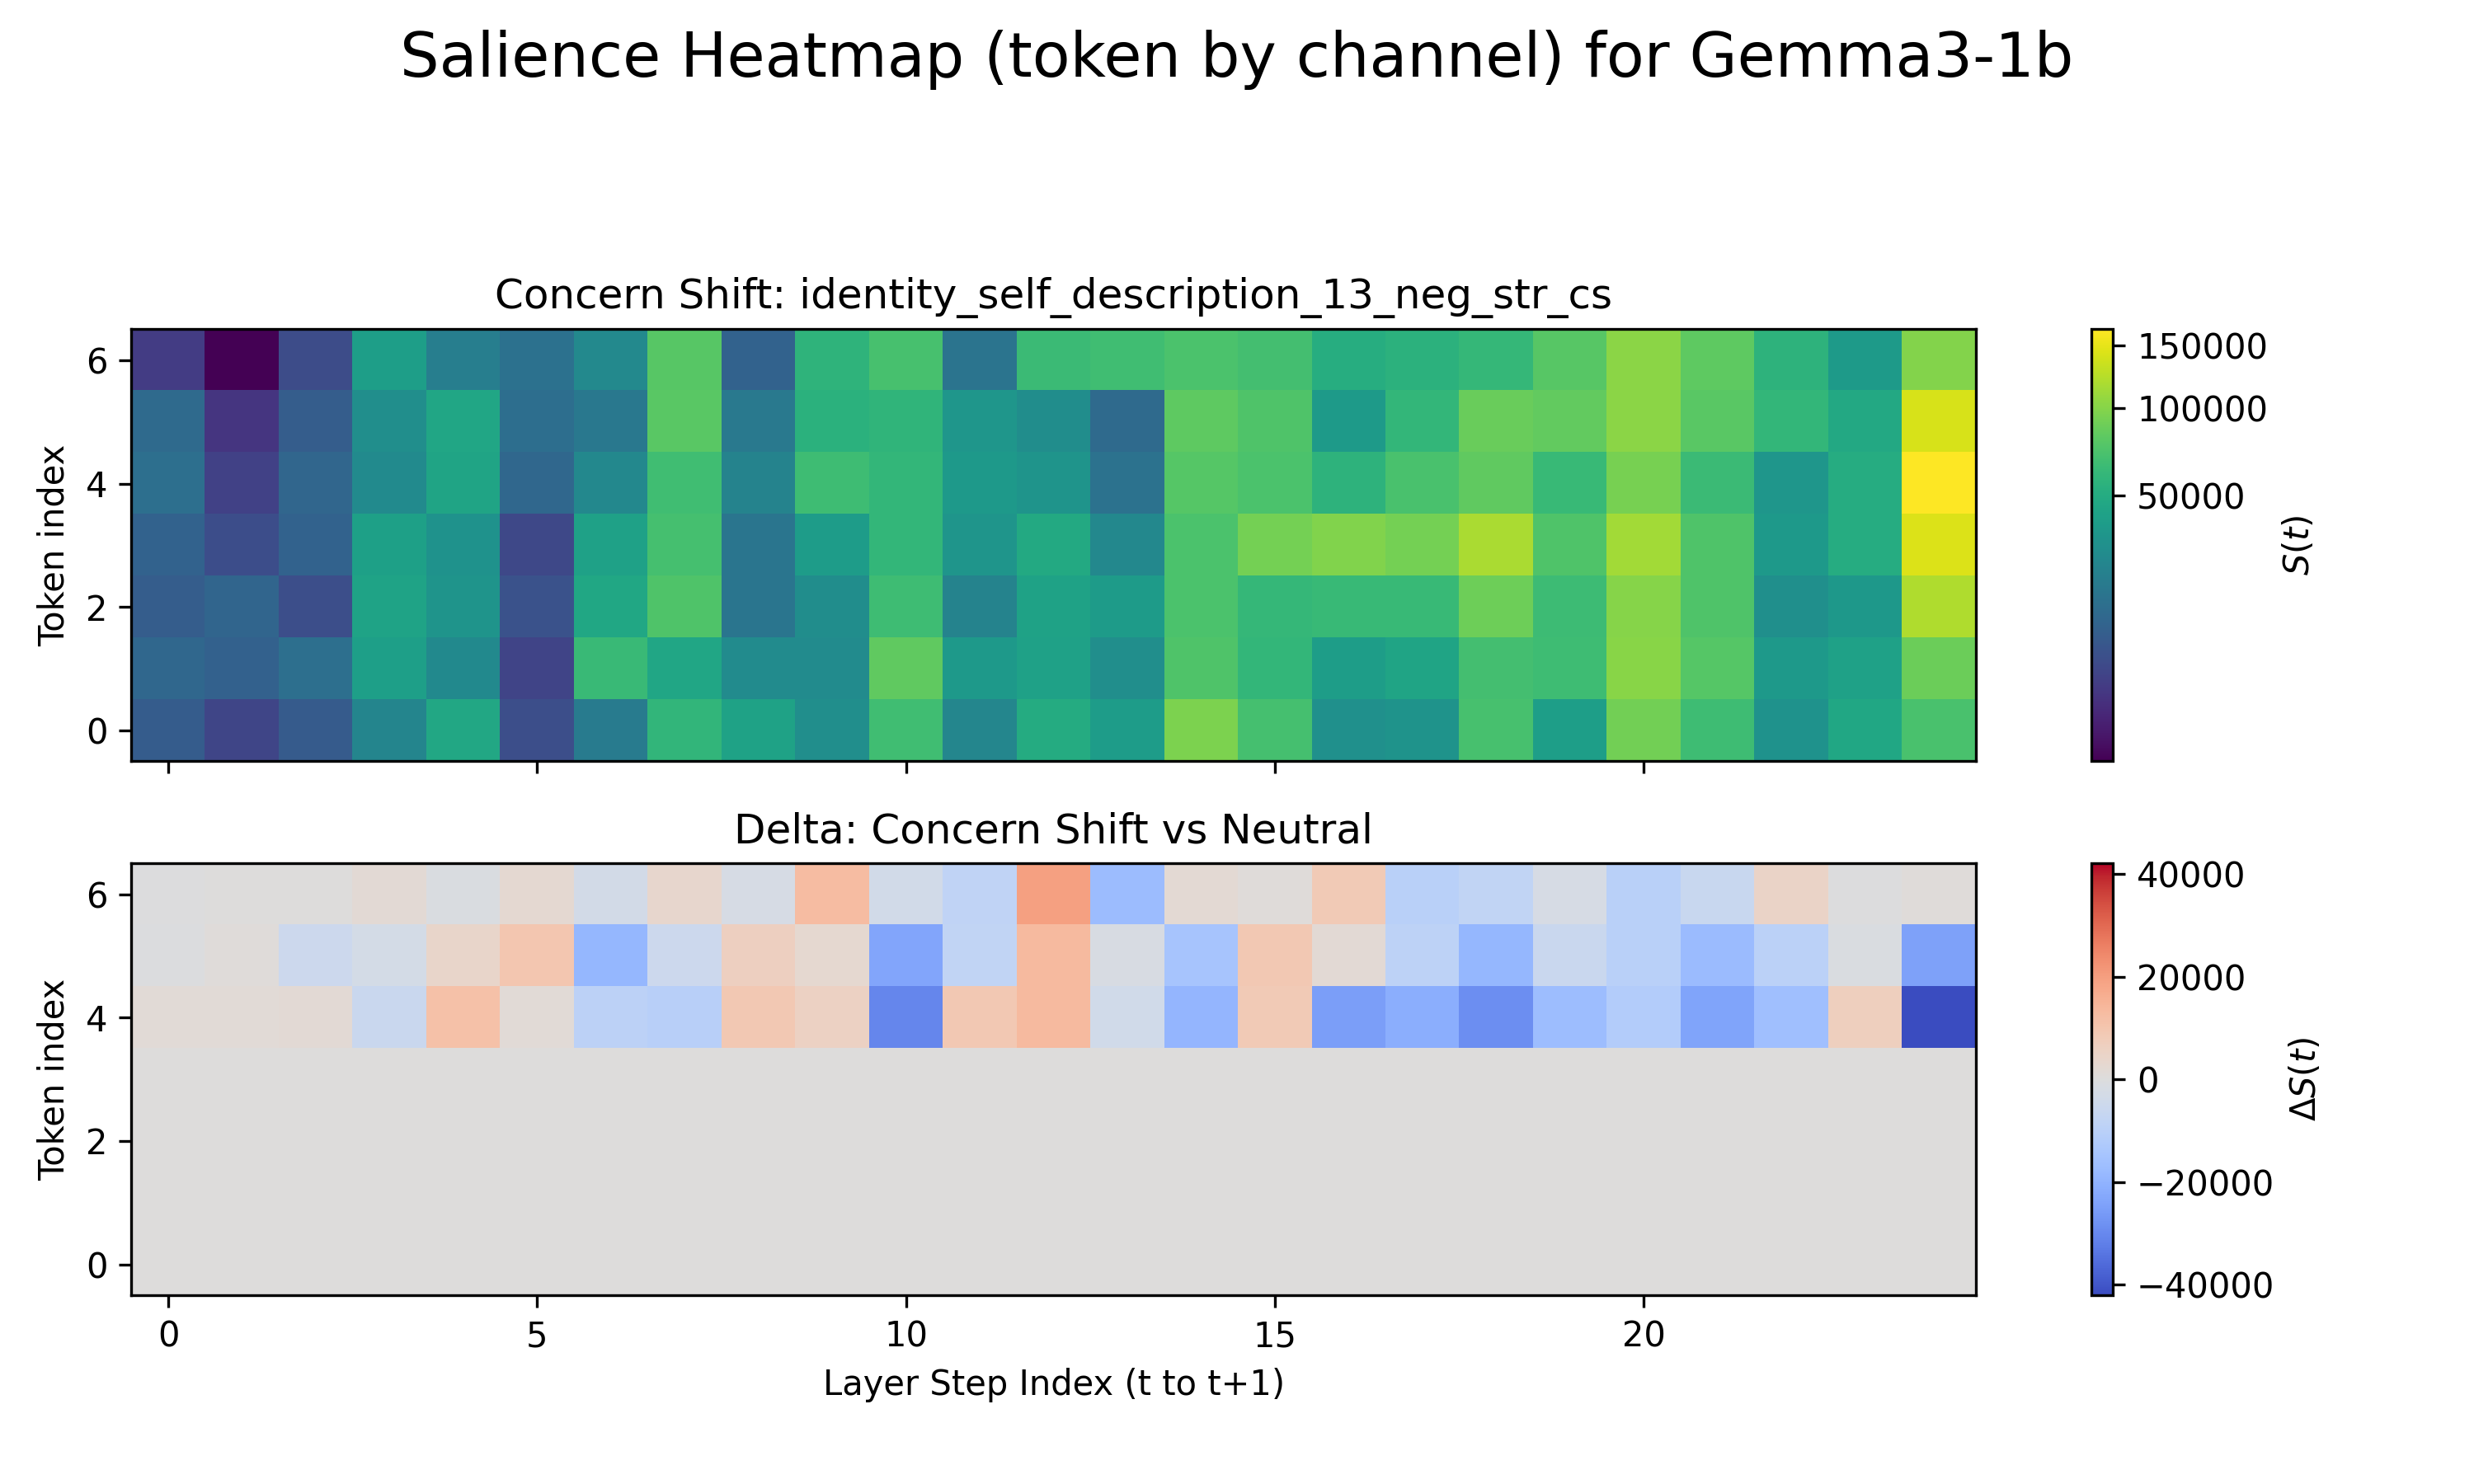 Salience Heatmap (token by channel) for Gemma3-1b
Concern Shift: identity_self_description_13_neg_str_cs
Token index
6
4
2
0
150000
100000
50000
S(t)
Delta: Concern Shift vs Neutral
Token index
6
4
2
0
0
5
10
15
20
Layer Step Index (t to t+1)
40000
20000
0
−20000
−40000
ΔS(t)